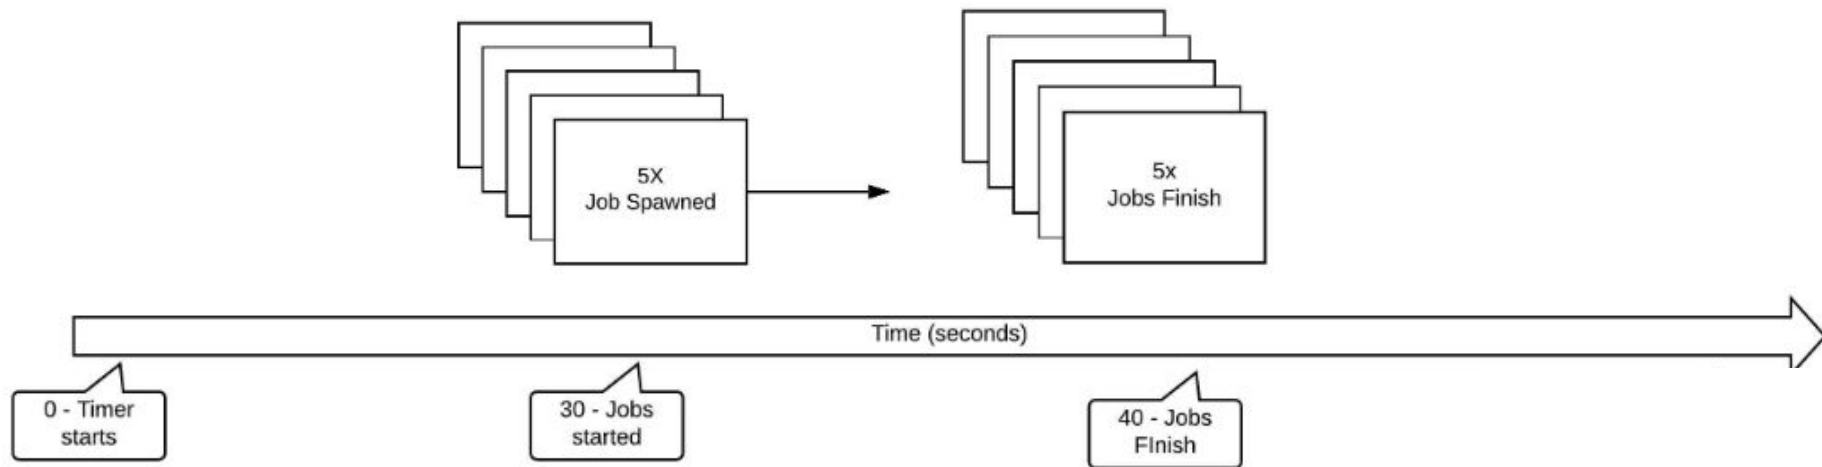 5X
Job Spawned
5x
Jobs Finish
Time (seconds)
0 - Timer
starts
30 - Jobs
started
40 - Jobs
FInish